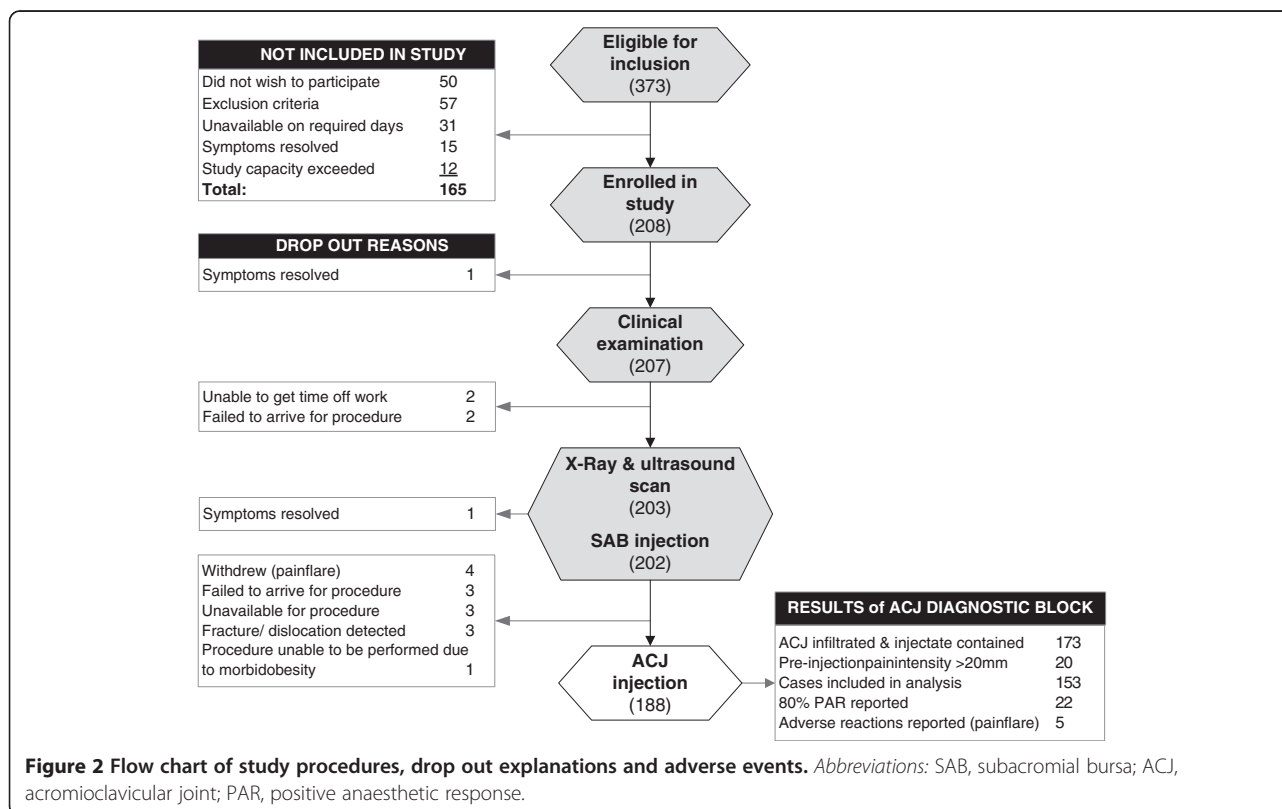 Eligible for
inclusion
(373)
NOT INCLUDED IN STUDY
Did not wish to participate 50
Exclusion criteria 57
Unavailable on required days 31
Symptoms resolved 15
Study capacity exceeded 12
Total: 165
Enrolled in
study
(208)
DROP OUT REASONS
Symptoms resolved 1
Clinical
examination
(207)
Unable to get time off work 2
Failed to arrive for procedure 2
X-Ray & ultrasound
scan
(203)
Symptoms resolved 1
SAB injection
(202)
Withdrew (painflare) 4
Failed to arrive for procedure 3
Unavailable for procedure 3
Fracture/ dislocation detected 3
Procedure unable to be performed due
to morbidobesity 1
ACJ
injection
(188)
RESULTS of ACJ DIAGNOSTIC BLOCK
ACJ infiltrated & injectate contained 173
Pre-injectionpainintensity >20mm 20
Cases included in analysis 153
80% PAR reported 22
Adverse reactions reported (painflare) 5
Figure 2 Flow chart of study procedures, drop out explanations and adverse events. Abbreviations: SAB, subacromial bursa; ACJ,
acromioclavicular joint; PAR, positive anaesthetic response.